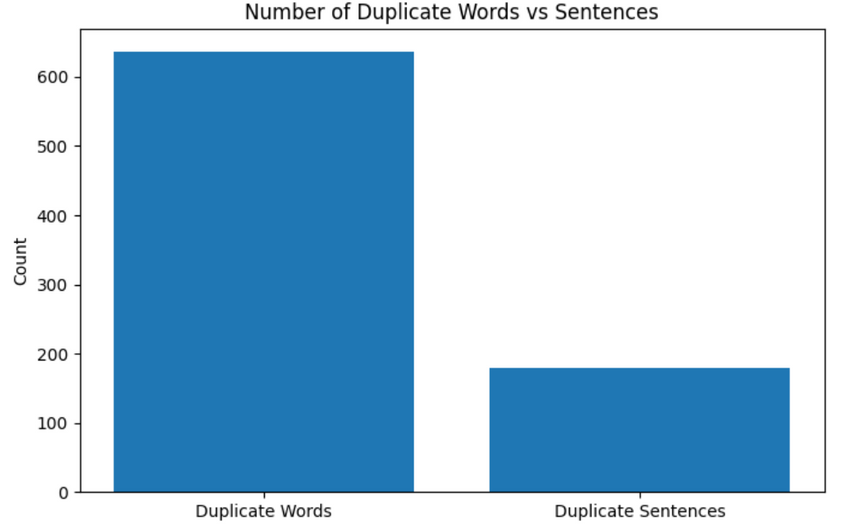 Number of Duplicate Words vs Sentences
600
500
400
300
200
100
0
Count
Duplicate Words
Duplicate Sentences